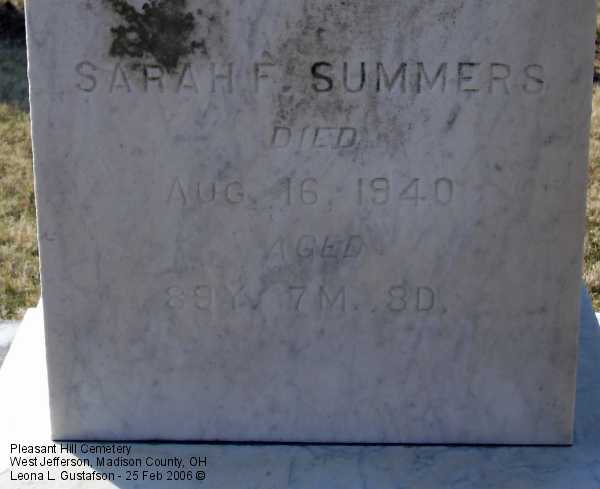 SARAH F. SUMMERS
DIED
AUG. 16, 1940
AGED
89Y. 7M. 8D.
Pleasant Hill Cemetery
West Jefferson, Madison County, OH
Leona L. Gustafson - 25 Feb 2006 ©